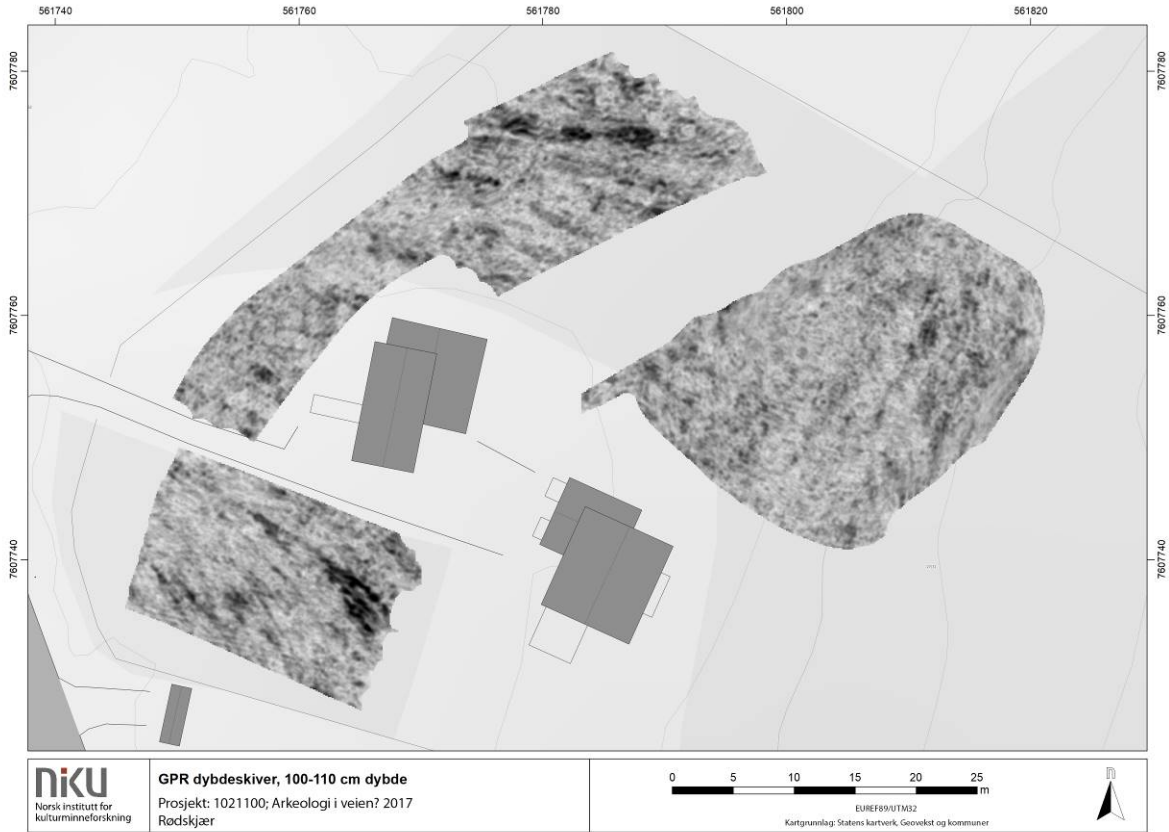 561740 561760 561780 561800 561820
7607780 7607780
7607760 7607760
7607740 7607740
niku
Norsk institutt for
kulturminneforskning
GPR dybdeskiver, 100-110 cm dybde
Prosjekt: 1021100; Arkeologi i veien? 2017
Rødskjær
0 5 10 15 20 25
m
EUREF89/UTM32
Kartgrunnlag: Statens kartverk, Geovekst og kommuner
n